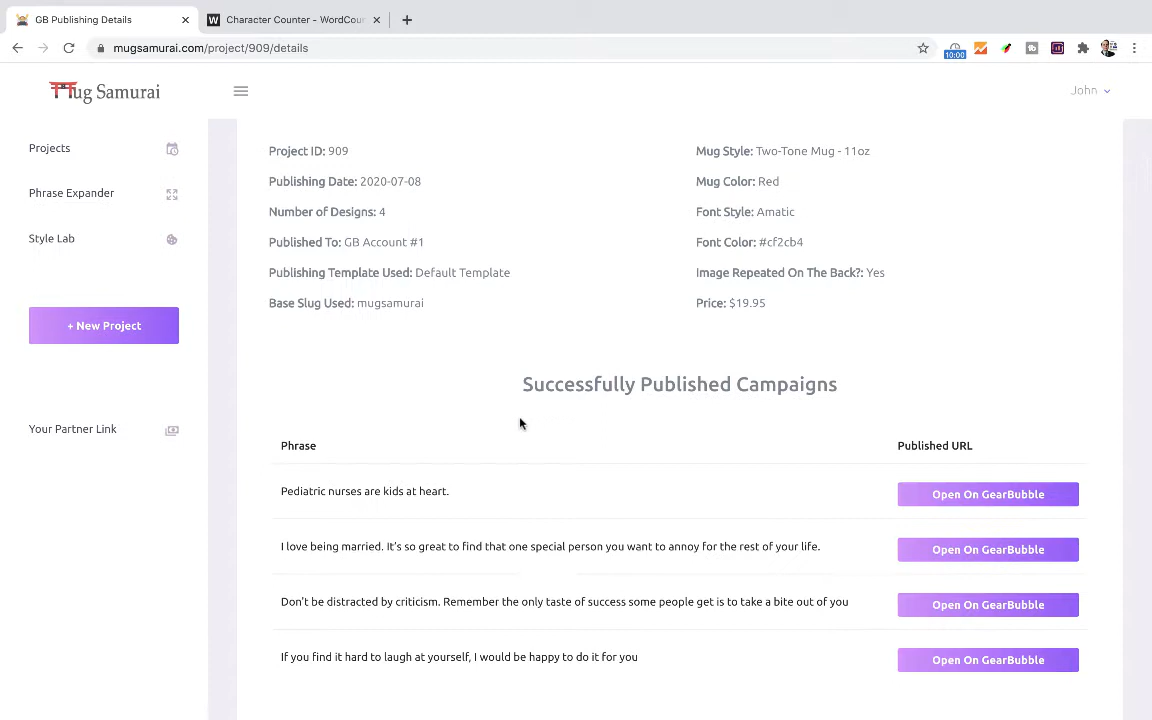 GB Publishing Details
Character Counter - WordCou
mugsamurai.com/project/909/details
10:00
Mug Samurai
John
Projects
Phrase Expander
Style Lab
+ New Project
Your Partner Link
Project ID: 909
Publishing Date: 2020-07-08
Number of Designs: 4
Published To: GB Account #1
Publishing Template Used: Default Template
Base Slug Used: mugsamurai
Mug Style: Two-Tone Mug - 11oz
Mug Color: Red
Font Style: Amatic
Font Color: #cf2cb4
Image Repeated On The Back?: Yes
Price: $19.95
Successfully Published Campaigns
Phrase
Published URL
Pediatric nurses are kids at heart.
Open On GearBubble
I love being married. It's so great to find that one special person you want to annoy for the rest of your life.
Open On GearBubble
Don't be distracted by criticism. Remember the only taste of success some people get is to take a bite out of you
Open On GearBubble
If you find it hard to laugh at yourself, I would be happy to do it for you
Open On GearBubble